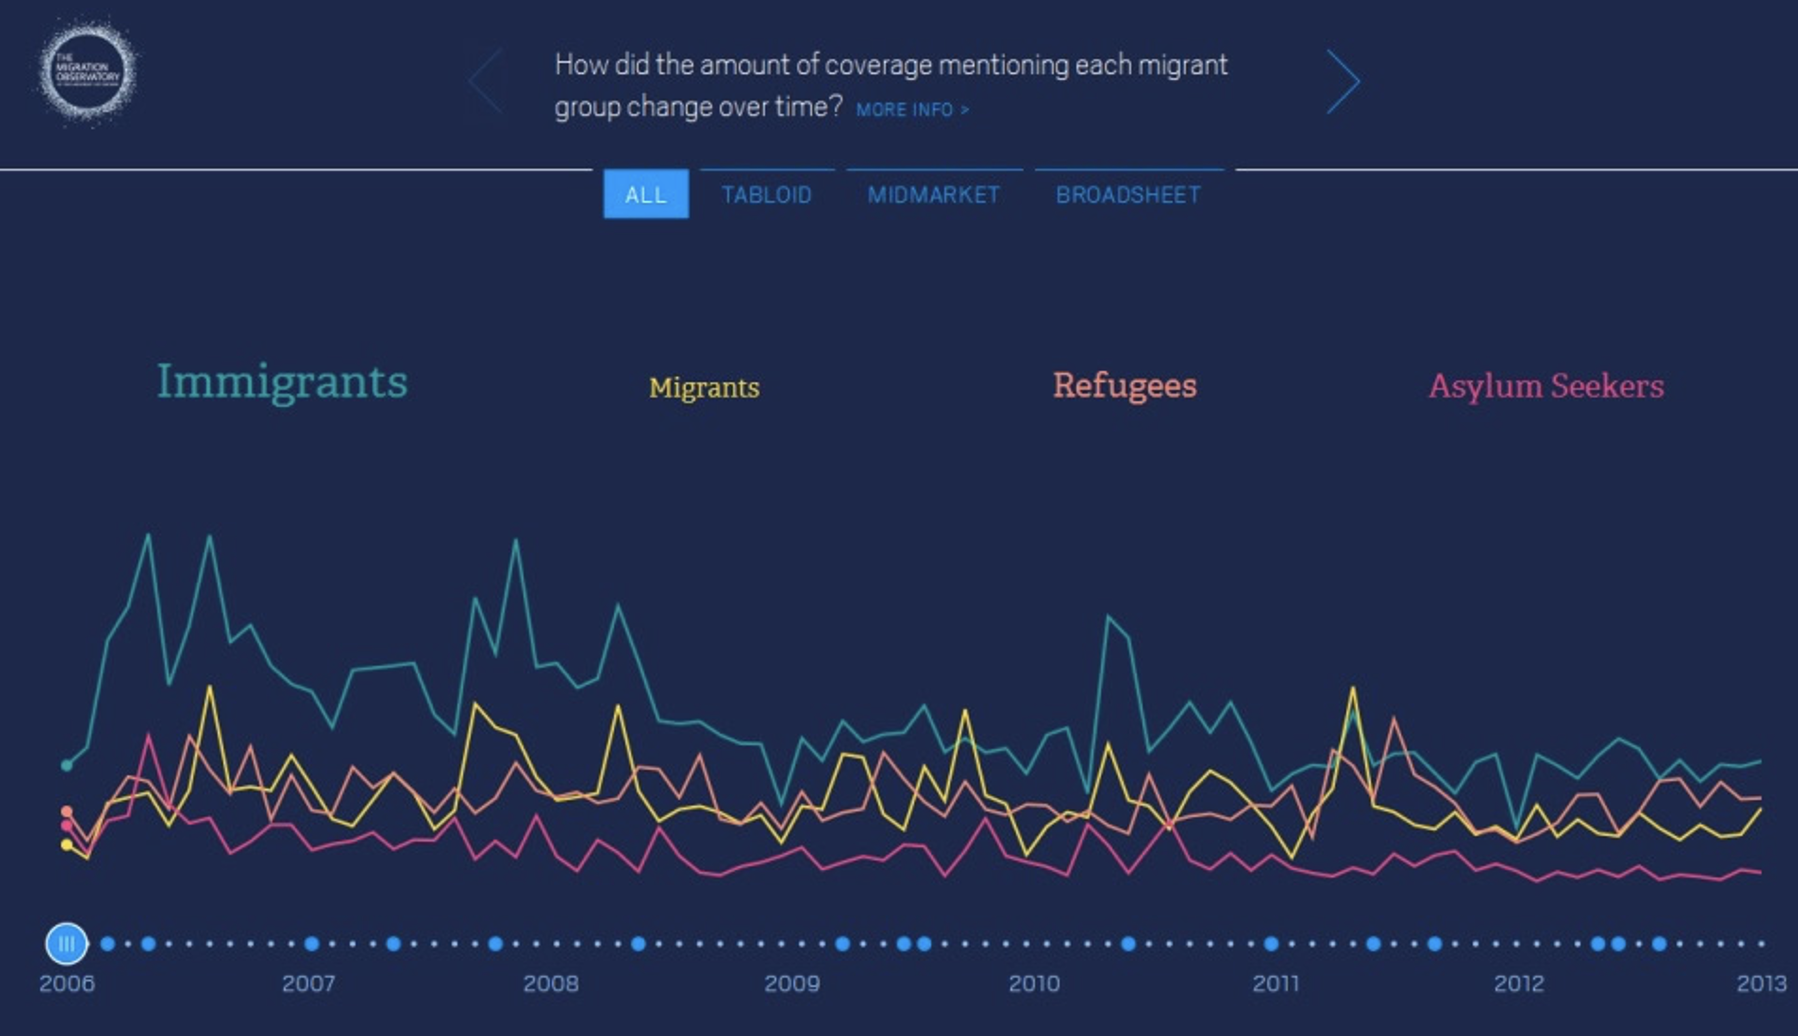 THE
MIGRATION
OBSERVATORY
How did the amount of coverage mentioning each migrant
group change over time? MORE INFO >
ALL TABLOID MIDMARKET BROADSHEET
Immigrants Migrants Refugees Asylum Seekers
2006 2007 2008 2009 2010 2011 2012 2013